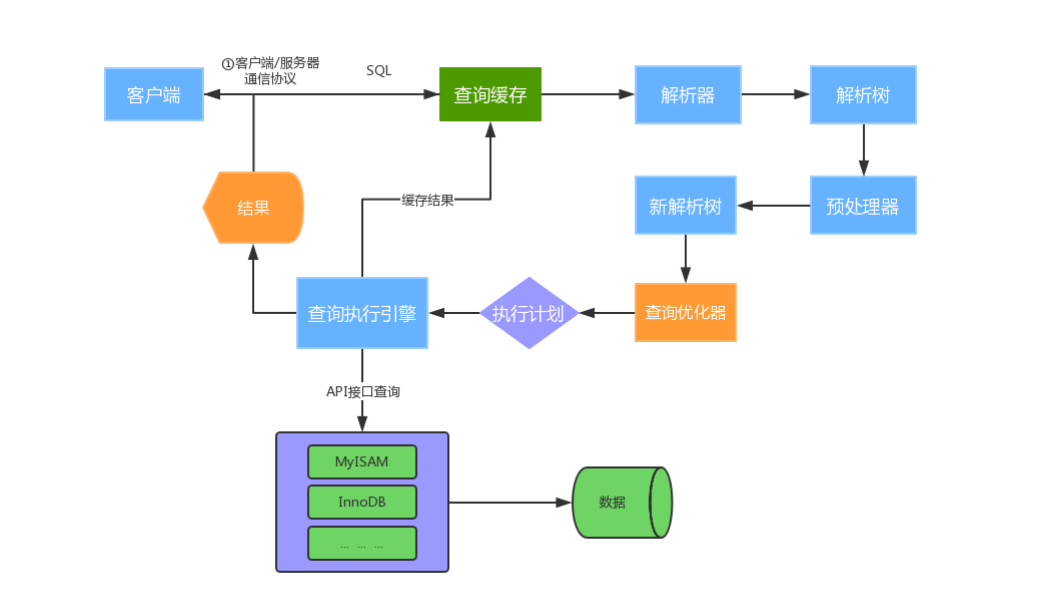 ①客户端/服务器
通信协议
SQL
客户端
查询缓存
解析器
解析树
结果
缓存结果
新解析树
预处理器
查询执行引擎
执行计划
查询优化器
API接口查询
MyISAM
InnoDB
... ... ...
数据